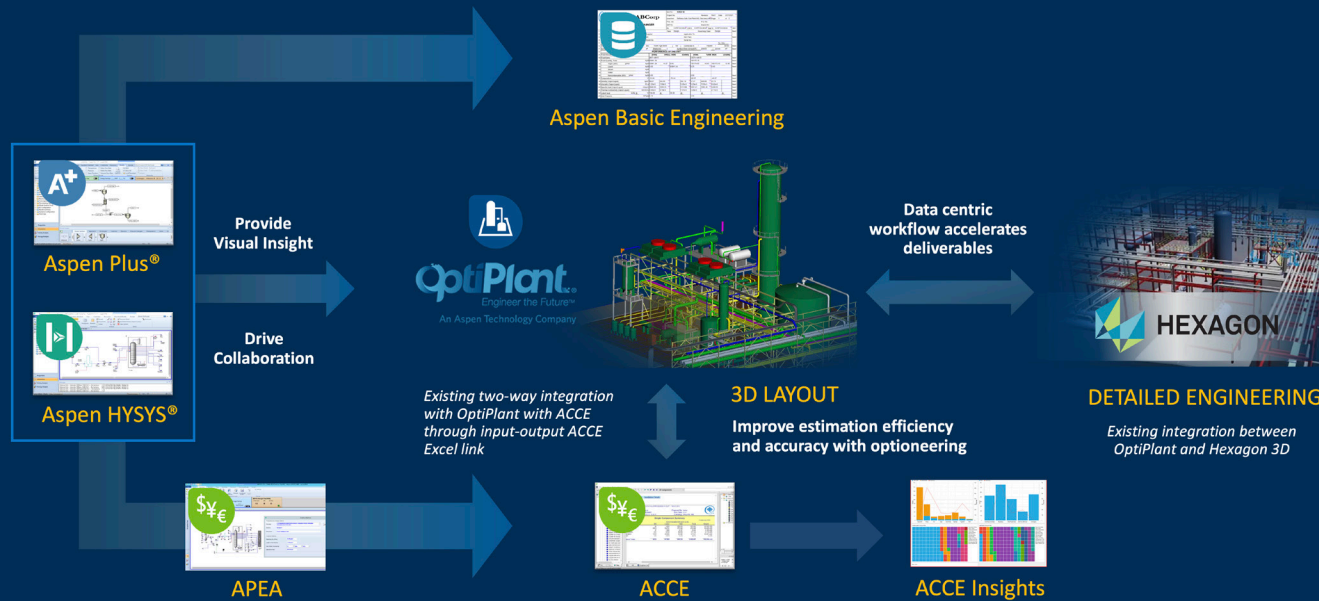 ABCorp
Aspen Basic Engineering
A+
Aspen Plus®
Aspen HYSYS®
Provide
Visual Insight
Drive
Collaboration
OptiPlant
Engineer the Future™
An Aspen Technology Company
Data centric
workflow accelerates
deliverables
HEXAGON
Existing two-way integration
with OptiPlant with ACCE
through input-output ACCE
Excel link
3D LAYOUT
Improve estimation efficiency
and accuracy with optioneering
DETAILED ENGINEERING
Existing integration between
OptiPlant and Hexagon 3D
$¥€
APEA
$¥€
ACCE
ACCE Insights